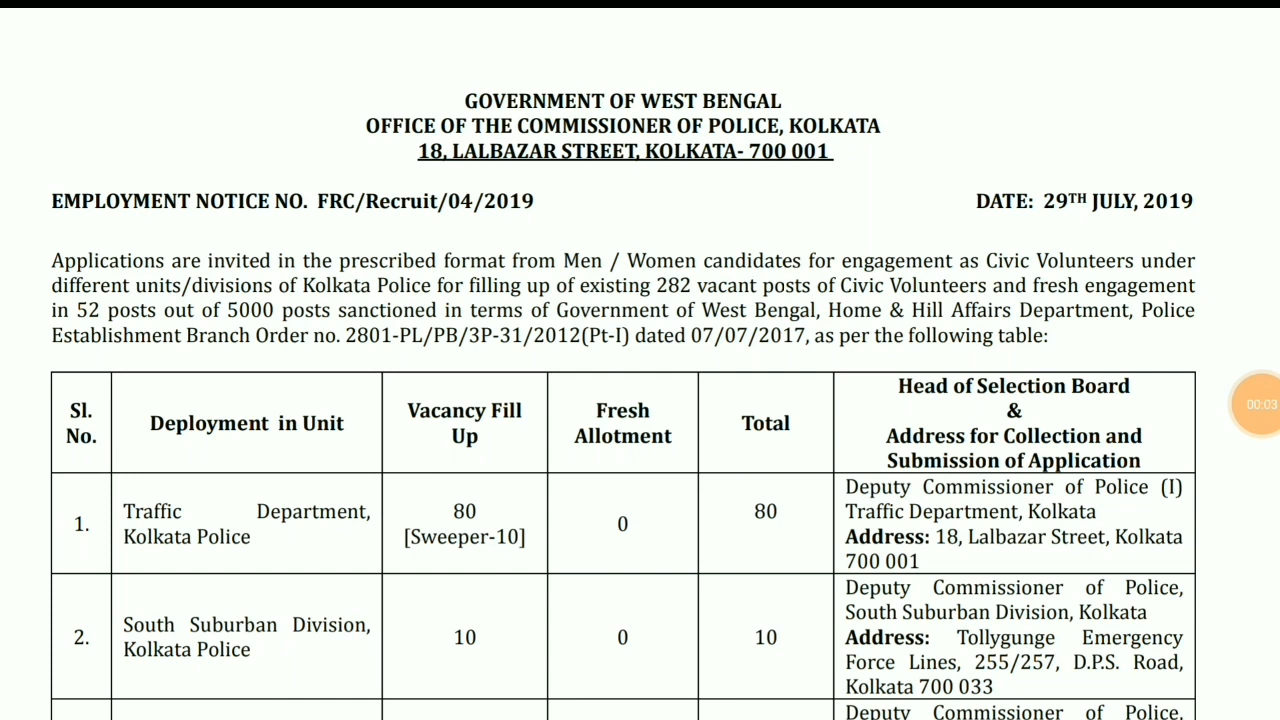 GOVERNMENT OF WEST BENGAL
OFFICE OF THE COMMISSIONER OF POLICE, KOLKATA
18, LALBAZAR STREET, KOLKATA- 700 001
EMPLOYMENT NOTICE NO. FRC/Recruit/04/2019 DATE: 29TH JULY, 2019
Applications are invited in the prescribed format from Men / Women candidates for engagement as Civic Volunteers under
different units/divisions of Kolkata Police for filling up of existing 282 vacant posts of Civic Volunteers and fresh engagement
in 52 posts out of 5000 posts sanctioned in terms of Government of West Bengal, Home & Hill Affairs Department, Police
Establishment Branch Order no. 2801-PL/PB/3P-31/2012(Pt-I) dated 07/07/2017, as per the following table:
Sl.
No.
Deployment in Unit
Vacancy Fill
Up
Fresh
Allotment
Total
Head of Selection Board
&
Address for Collection and
Submission of Application
1.
Traffic Department,
Kolkata Police
80
[Sweeper-10]
0
80
Deputy Commissioner of Police (I)
Traffic Department, Kolkata
Address: 18, Lalbazar Street, Kolkata
700 001
2.
South Suburban Division,
Kolkata Police
10
0
10
Deputy Commissioner of Police,
South Suburban Division, Kolkata
Address: Tollygunge Emergency
Force Lines, 255/257, D.P.S. Road,
Kolkata 700 033
Deputy Commissioner of Police,
00:03